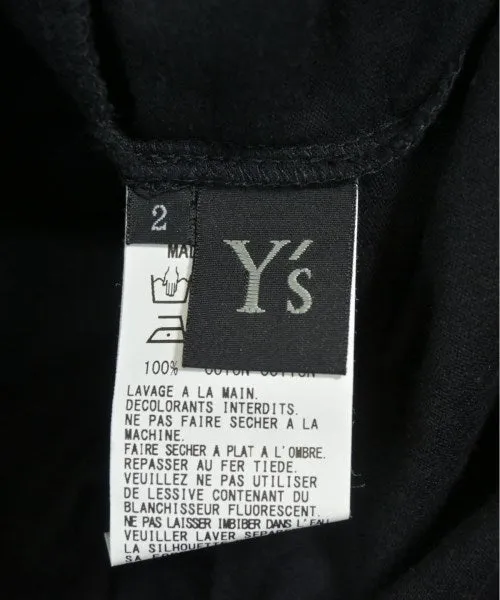 2
Y's
100%
LAVAGE A LA MAIN.
DECOLORANTS INTERDITS.
NE PAS FAIRE SECHER A LA
MACHINE.
FAIRE SECHER A PLAT A L'OMBRE.
REPASSER AU FER TIEDE.
VEUILLEZ NE PAS UTILISER
DE LESSIVE CONTENANT DU
BLANCHISSEUR FLUORESCENT.
NE PAS LAISSER IMBIBER DANS L'EAU
VEUILLER LAVER
LA SILHOUETTE